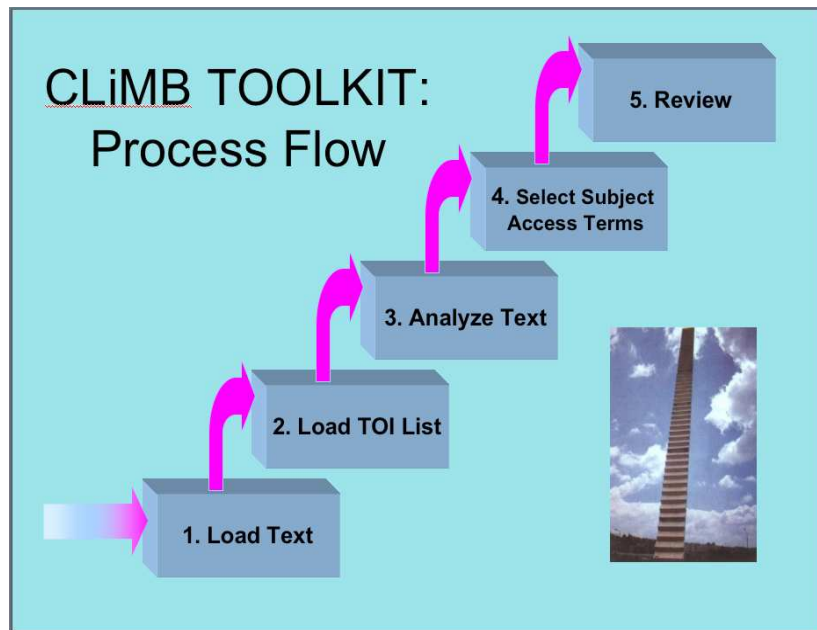 CLiMB TOOLKIT:
Process Flow
5. Review
4. Select Subject
Access Terms
3. Analyze Text
2. Load TOI List
1. Load Text